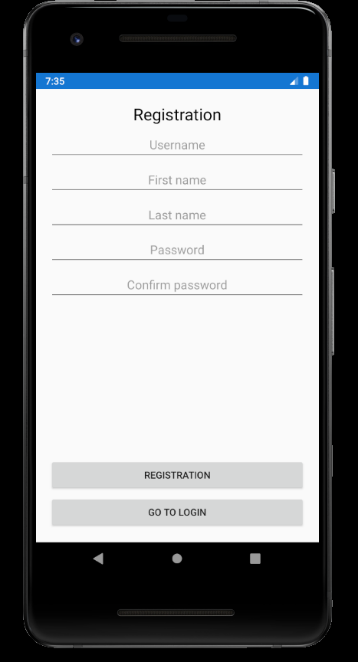 7:35
Registration
Username
First name
Last name
Password
Confirm password
REGISTRATION
GO TO LOGIN